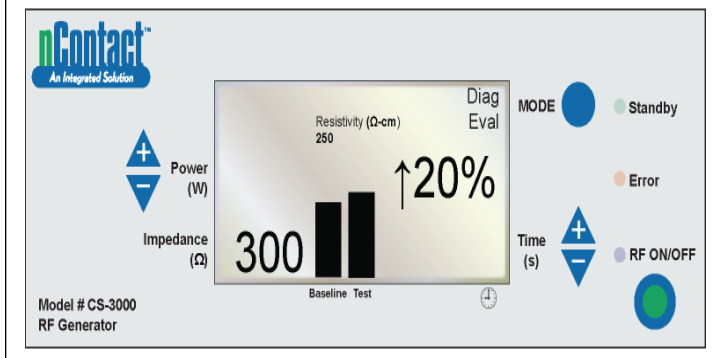 nContact™
An Integrated Solution
Diag
Eval
Resistivity (Ω-cm)
250
↑20%
300
Baseline Test
+
−
Power
(W)
Impedance
(Ω)
MODE
Standby
Error
Time
(s)
+
−
RF ON/OFF
Model # CS-3000
RF Generator